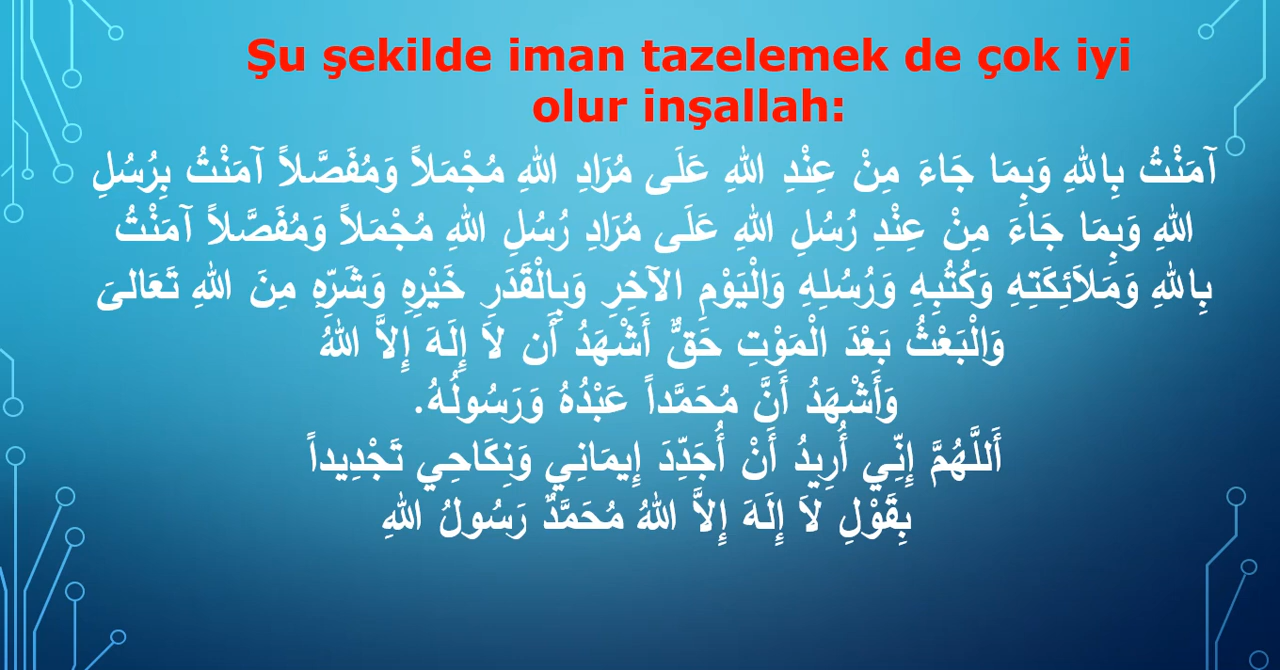 Şu şekilde iman tazelemek de çok iyi
olur inşallah:
آمَنْتُ بِاللهِ وَبِمَا جَاءَ مِنْ عِنْدِ اللهِ عَلَى مُرَادِ اللهِ مُجْمَلاً وَمُفَصَّلاً آمَنْتُ بِرُسُلِ
اللهِ وَبِمَا جَاءَ مِنْ عِنْدِ رُسُلِ اللهِ عَلَى مُرَادِ رُسُلِ اللهِ مُجْمَلاً وَمُفَصَّلاً آمَنْتُ
بِاللهِ وَمَلاَئِكَتِهِ وَكُتُبِهِ وَرُسُلِهِ وَالْيَوْمِ الآخِرِ وَبِالْقَدَرِ خَيْرِهِ وَشَرِّهِ مِنَ اللهِ تَعَالىَ
وَالْبَعْثُ بَعْدَ الْمَوْتِ حَقٌّ أَشْهَدُ أَن لاَ إِلَهَ إِلاَّ اللهُ
وَأَشْهَدُ أَنَّ مُحَمَّداً عَبْدُهُ وَرَسُولُهُ.
أَللَّهُمَّ إِنِّي أُرِيدُ أَنْ أُجَدِّدَ إِيمَانِي وَنِكَاحِي تَجْدِيداً
بِقَوْلِ لاَ إِلَهَ إِلاَّ اللهُ مُحَمَّدٌ رَسُولُ اللهِ